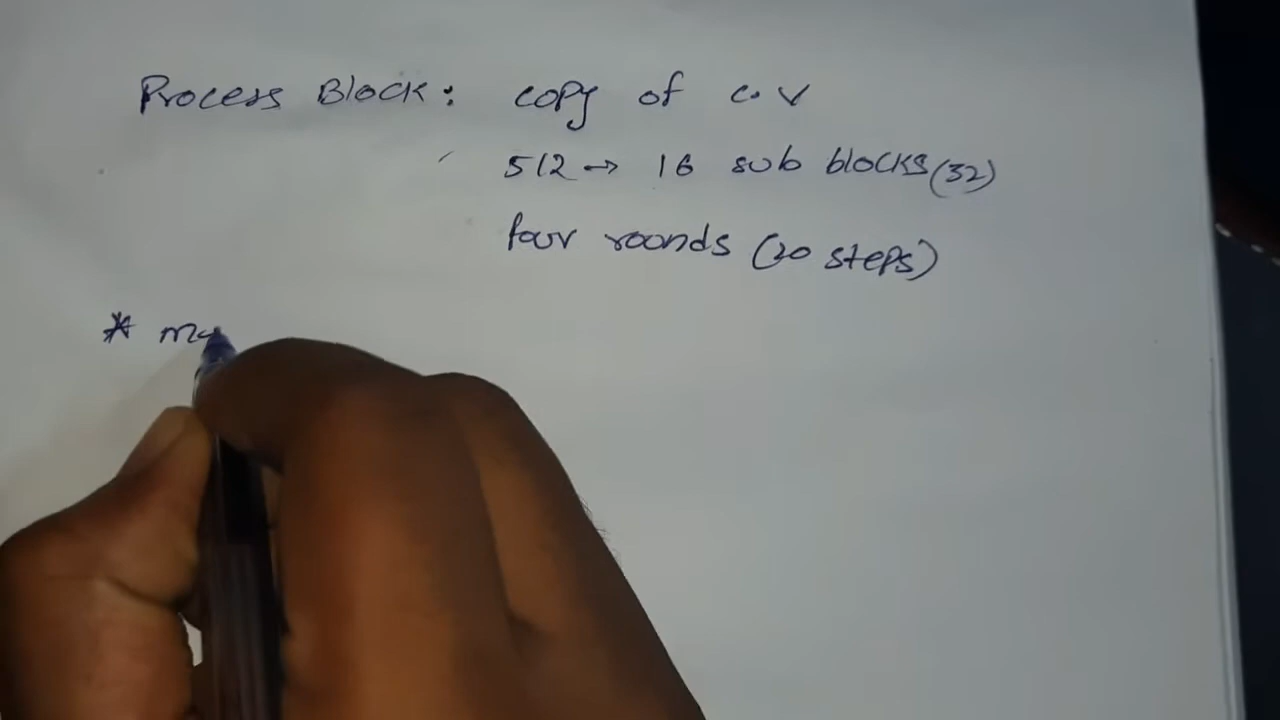 Process Block: copy of c.v
512 → 16 sub blocks (32)
four rounds (20 steps)
*